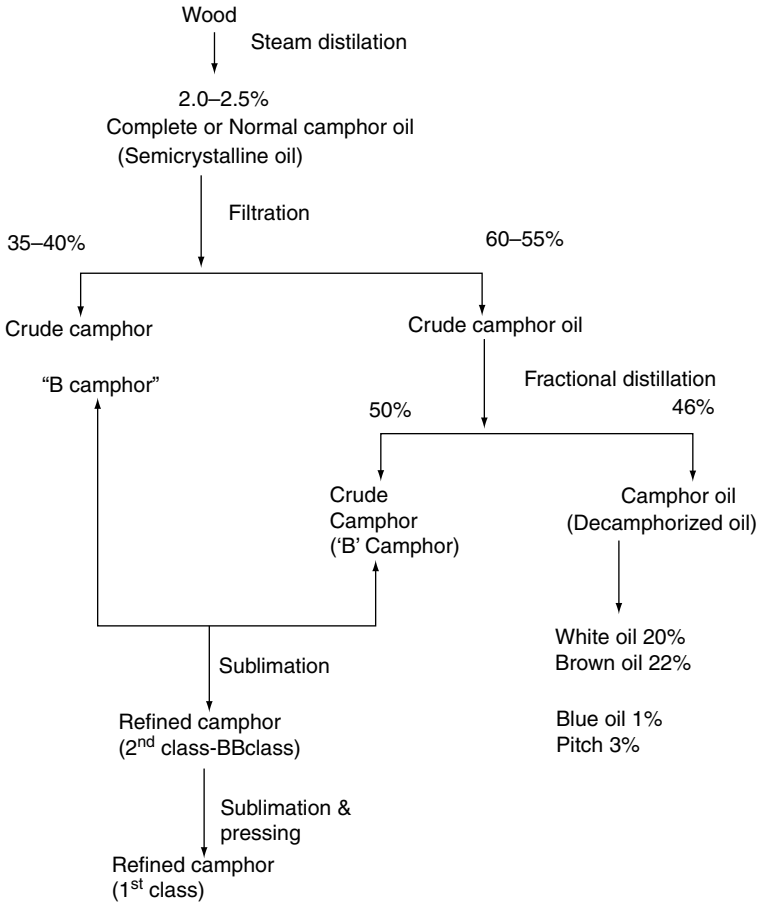 Wood
Steam distilation
2.0–2.5%
Complete or Normal camphor oil
(Semicrystalline oil)
Filtration
35–40%
60–55%
Crude camphor
Crude camphor oil
“B camphor”
Fractional distillation
50%
46%
Crude
Camphor
(‘B’ Camphor)
Camphor oil
(Decamphorized oil)
White oil 20%
Brown oil 22%
Blue oil 1%
Pitch 3%
Sublimation
Refined camphor
(2nd class-BBclass)
Sublimation &
pressing
Refined camphor
(1st class)